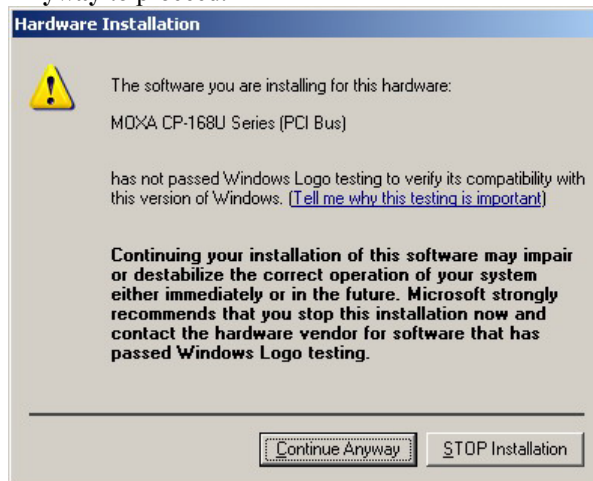 Hardware Installation
The software you are installing for this hardware:
MOXA CP-168U Series (PCI Bus)
has not passed Windows Logo testing to verify its compatibility with
this version of Windows. (Tell me why this testing is important)
Continuing your installation of this software may impair
or destabilize the correct operation of your system
either immediately or in the future. Microsoft strongly
recommends that you stop this installation now and
contact the hardware vendor for software that has
passed Windows Logo testing.
Continue Anyway STOP Installation